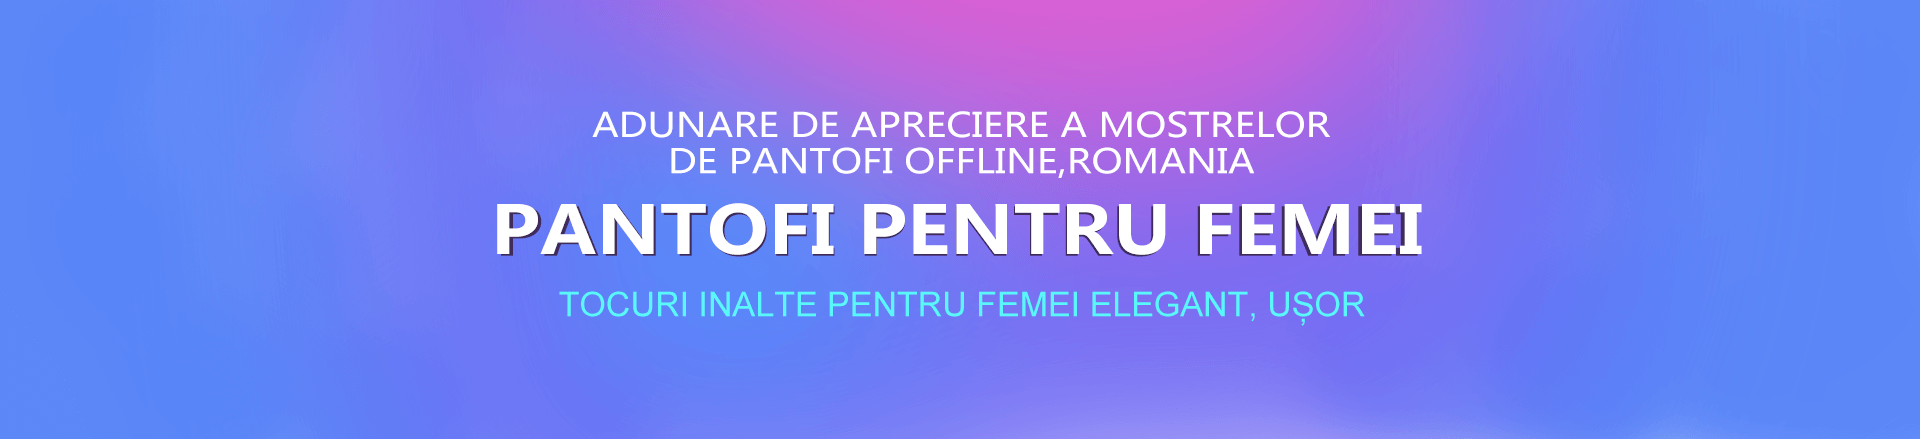 ADUNARE DE APRECIERE A MOSTRELOR
DE PANTOFI OFFLINE,ROMANIA
PANTOFI PENTRU FEMEI
TOCURI INALTE PENTRU FEMEI ELEGANT, UȘOR